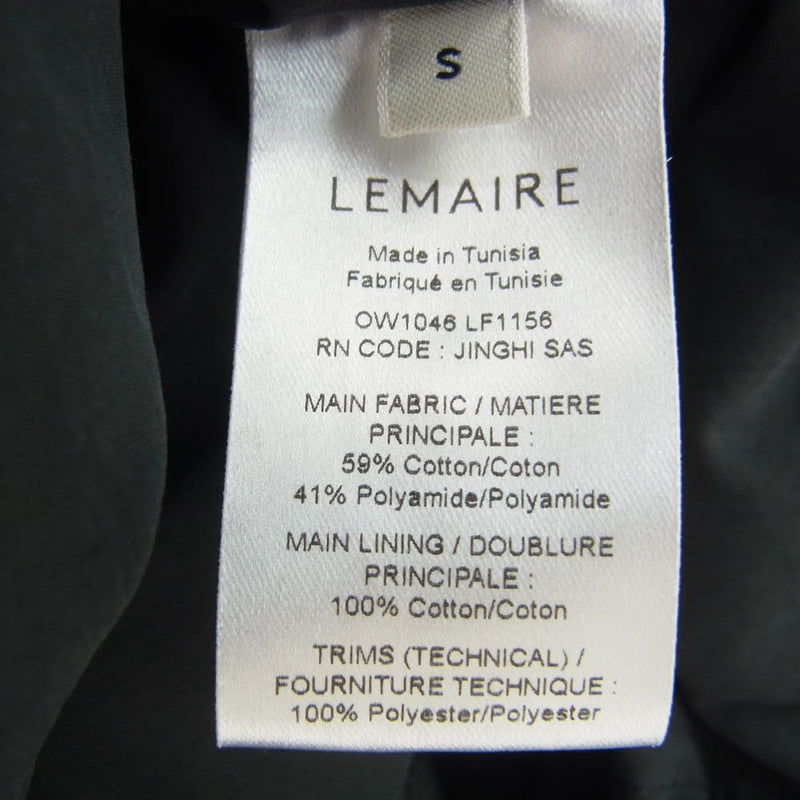 S
LEMAIRE
Made in Tunisia
Fabriqué en Tunisie
OW1046 LF1156
RN CODE : JINGHI SAS
MAIN FABRIC / MATIERE
PRINCIPALE :
59% Cotton/Coton
41% Polyamide/Polyamide
MAIN LINING / DOUBLURE
PRINCIPALE :
100% Cotton/Coton
TRIMS (TECHNICAL) /
FOURNITURE TECHNIQUE :
100% Polyester/Polyester